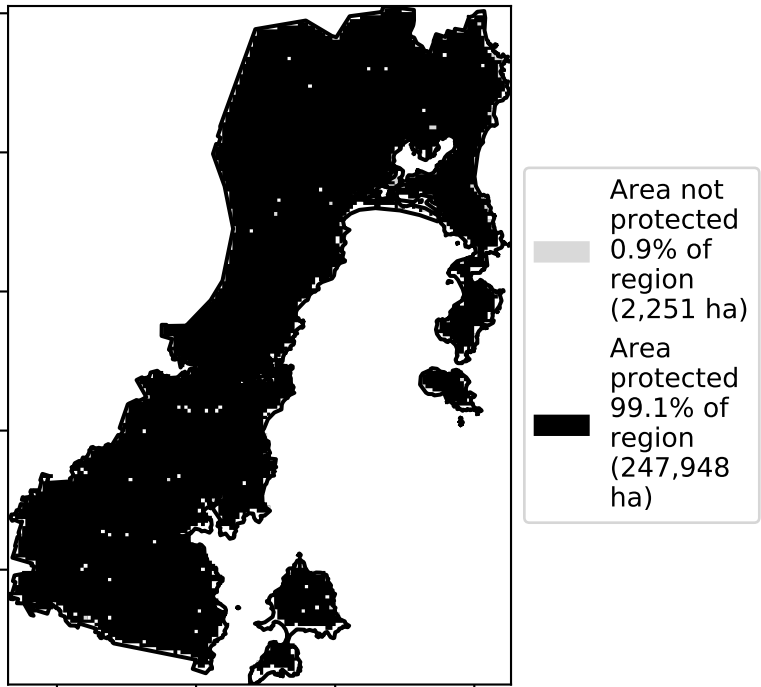 Area not
protected
0.9% of
region
(2,251 ha)
Area
protected
99.1% of
region
(247,948
ha)